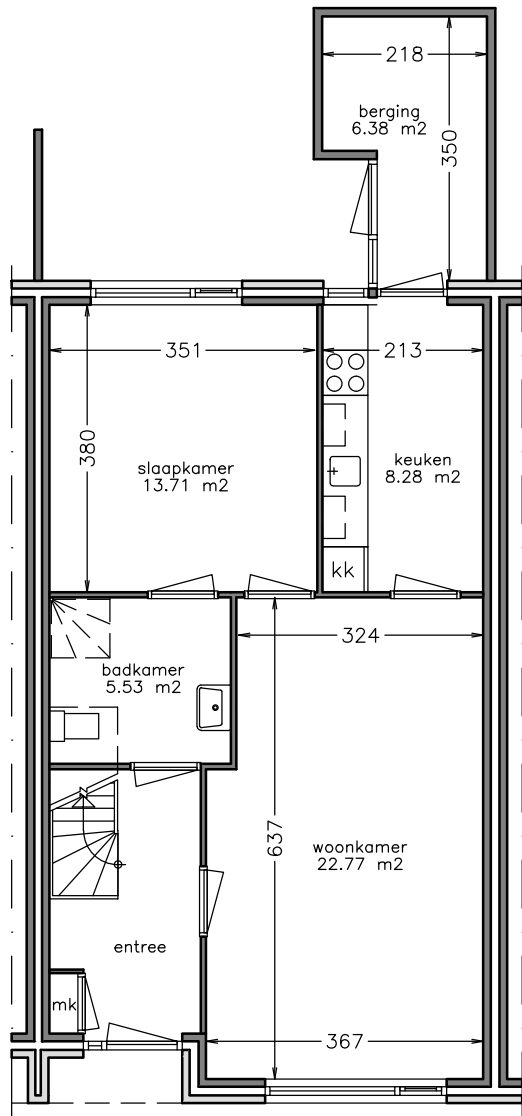 218
berging
6.38 m2
350
351
213
380
slaapkamer
13.71 m2
keuken
8.28 m2
kk
324
badkamer
5.53 m2
637
woonkamer
22.77 m2
entree
mk
367